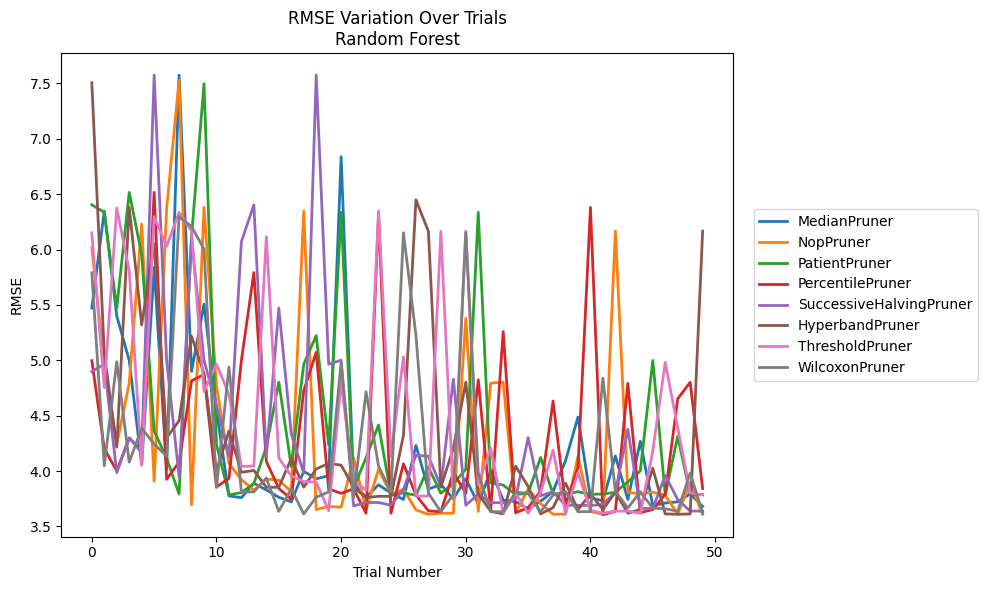 RMSE Variation Over Trials
Random Forest
RMSE
7.5
7.0
6.5
6.0
5.5
5.0
4.5
4.0
3.5
0 10 20 30 40 50
Trial Number
MedianPruner
NopPruner
PatientPruner
PercentilePruner
SuccessiveHalvingPruner
HyperbandPruner
ThresholdPruner
WilcoxonPruner